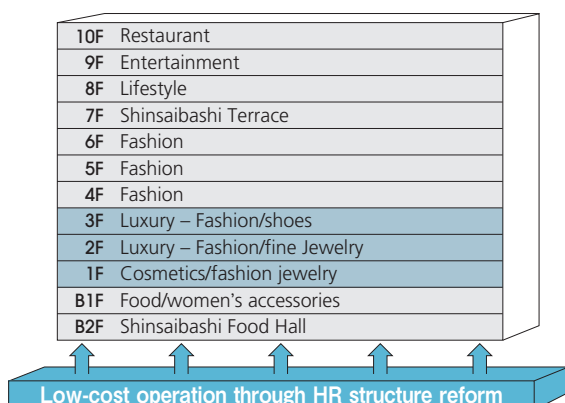 10F Restaurant
9F Entertainment
8F Lifestyle
7F Shinsaibashi Terrace
6F Fashion
5F Fashion
4F Fashion
3F Luxury – Fashion/shoes
2F Luxury – Fashion/fine Jewelry
1F Cosmetics/fashion jewelry
B1F Food/women's accessories
B2F Shinsaibashi Food Hall
Low-cost operation through HR structure reform